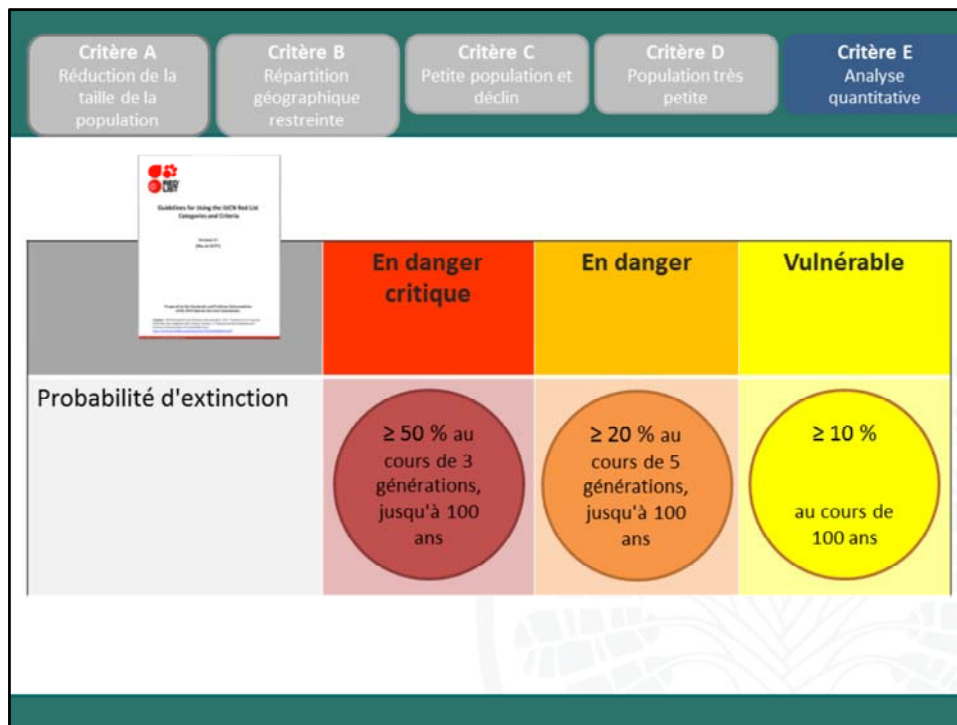 Critère A
Réduction de la
taille de la
population
Critère B
Répartition
géographique
restreinte
Critère C
Petite population et
déclin
Critère D
Population très
petite
Critère E
Analyse
quantitative
RED
LIST
Guidelines for Using the IUCN Red List
Categories and Criteria
En danger
critique
En danger
Vulnérable
Probabilité d'extinction
≥ 50 % au
cours de 3
générations,
jusqu'à 100
ans
≥ 20 % au
cours de 5
générations,
jusqu'à 100
ans
≥ 10 %
au cours de
100 ans